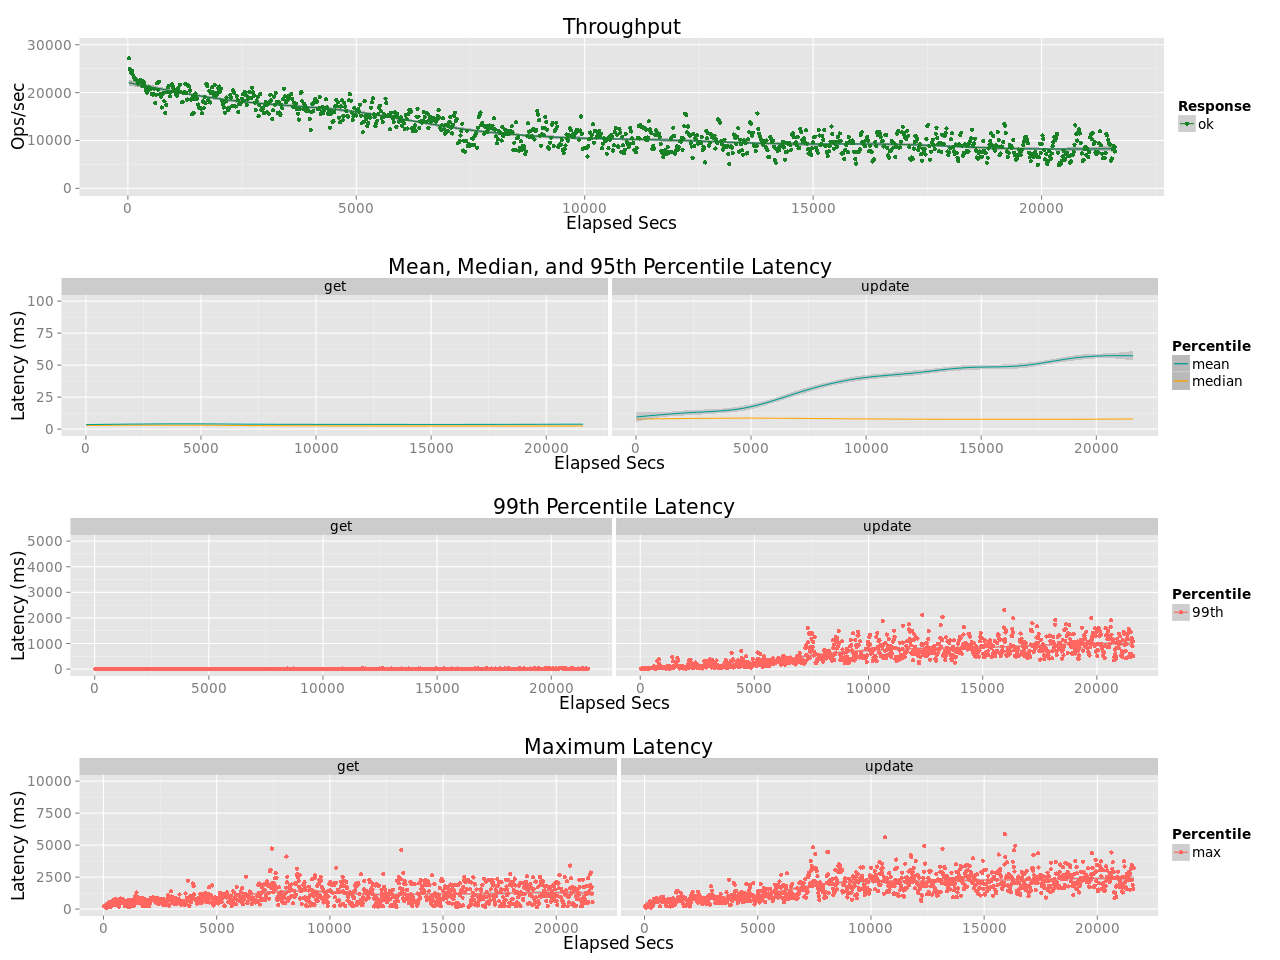 Throughput
30000
20000
10000
0
Ops/sec
0 5000 10000 15000 20000
Elapsed Secs
Response
ok
Mean, Median, and 95th Percentile Latency
get update
100
75
50
25
0
Latency (ms)
0 5000 10000 15000 20000 0 5000 10000 15000 20000
Elapsed Secs
Percentile
mean
median
99th Percentile Latency
get update
5000
4000
3000
2000
1000
0
Latency (ms)
0 5000 10000 15000 20000 0 5000 10000 15000 20000
Elapsed Secs
Percentile
99th
Maximum Latency
get update
10000
7500
5000
2500
0
Latency (ms)
0 5000 10000 15000 20000 0 5000 10000 15000 20000
Elapsed Secs
Percentile
max